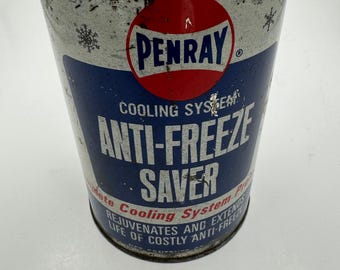 PENRAY®
COOLING SYSTEM
ANTI-FREEZE
SAVER
Cooling System
REJUVENATES AND EXTENDS
LIFE OF COSTLY ANTI-FREEZE